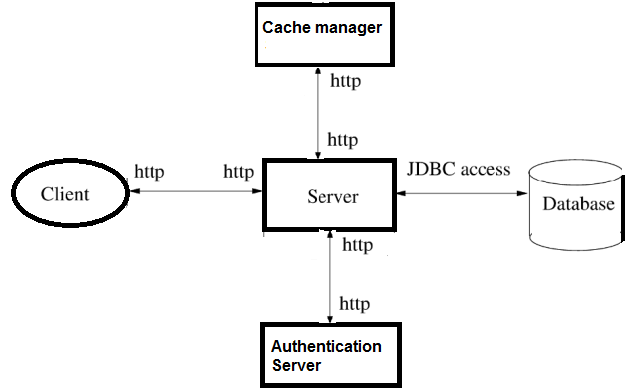 Cache manager
http
http
http
http
JDBC access
Client
Server
Database
http
http
Authentication
Server